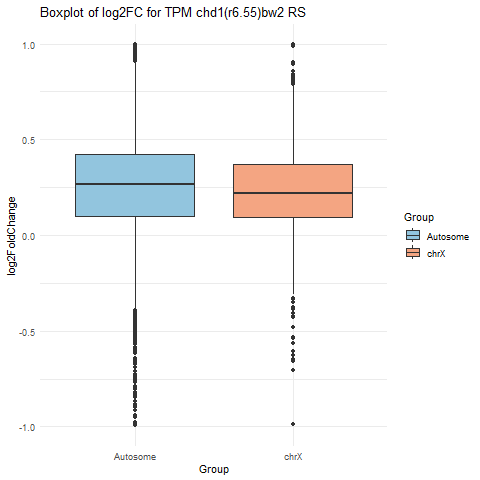 Boxplot of log2FC for TPM chd1(r6.55)bw2 RS
1.0
0.5
0.0
-0.5
-1.0
log2FoldChange
Autosome
chrX
Group
Group
Autosome
chrX